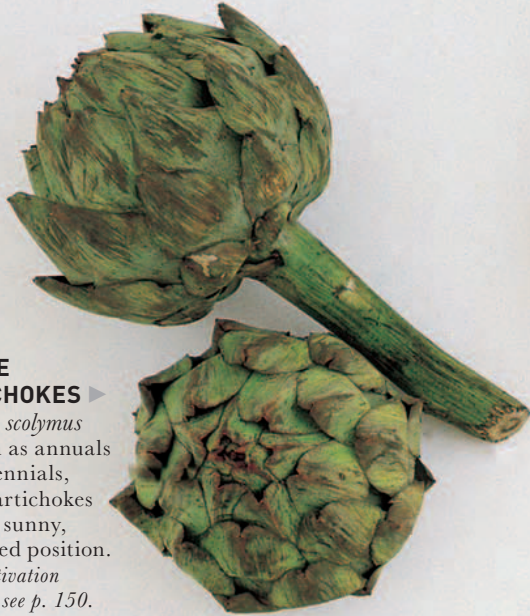 E
CHOKES ▶
scolymus
as annuals
ennials,
artichokes
sunny,
ed position.
ivation
see p. 150.